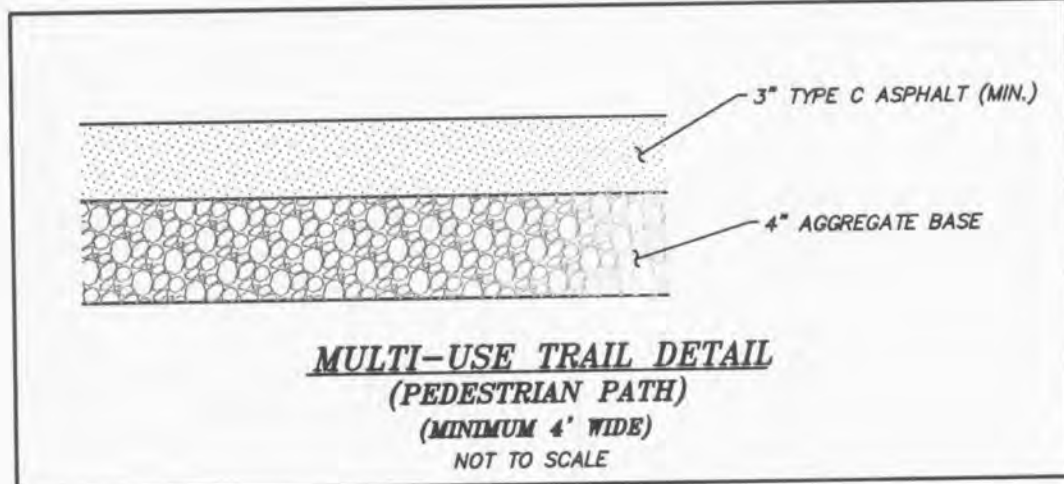 3" TYPE C ASPHALT (MIN.)
4" AGGREGATE BASE
MULTI-USE TRAIL DETAIL
(PEDESTRIAN PATH)
(MINIMUM 4' WIDE)
NOT TO SCALE